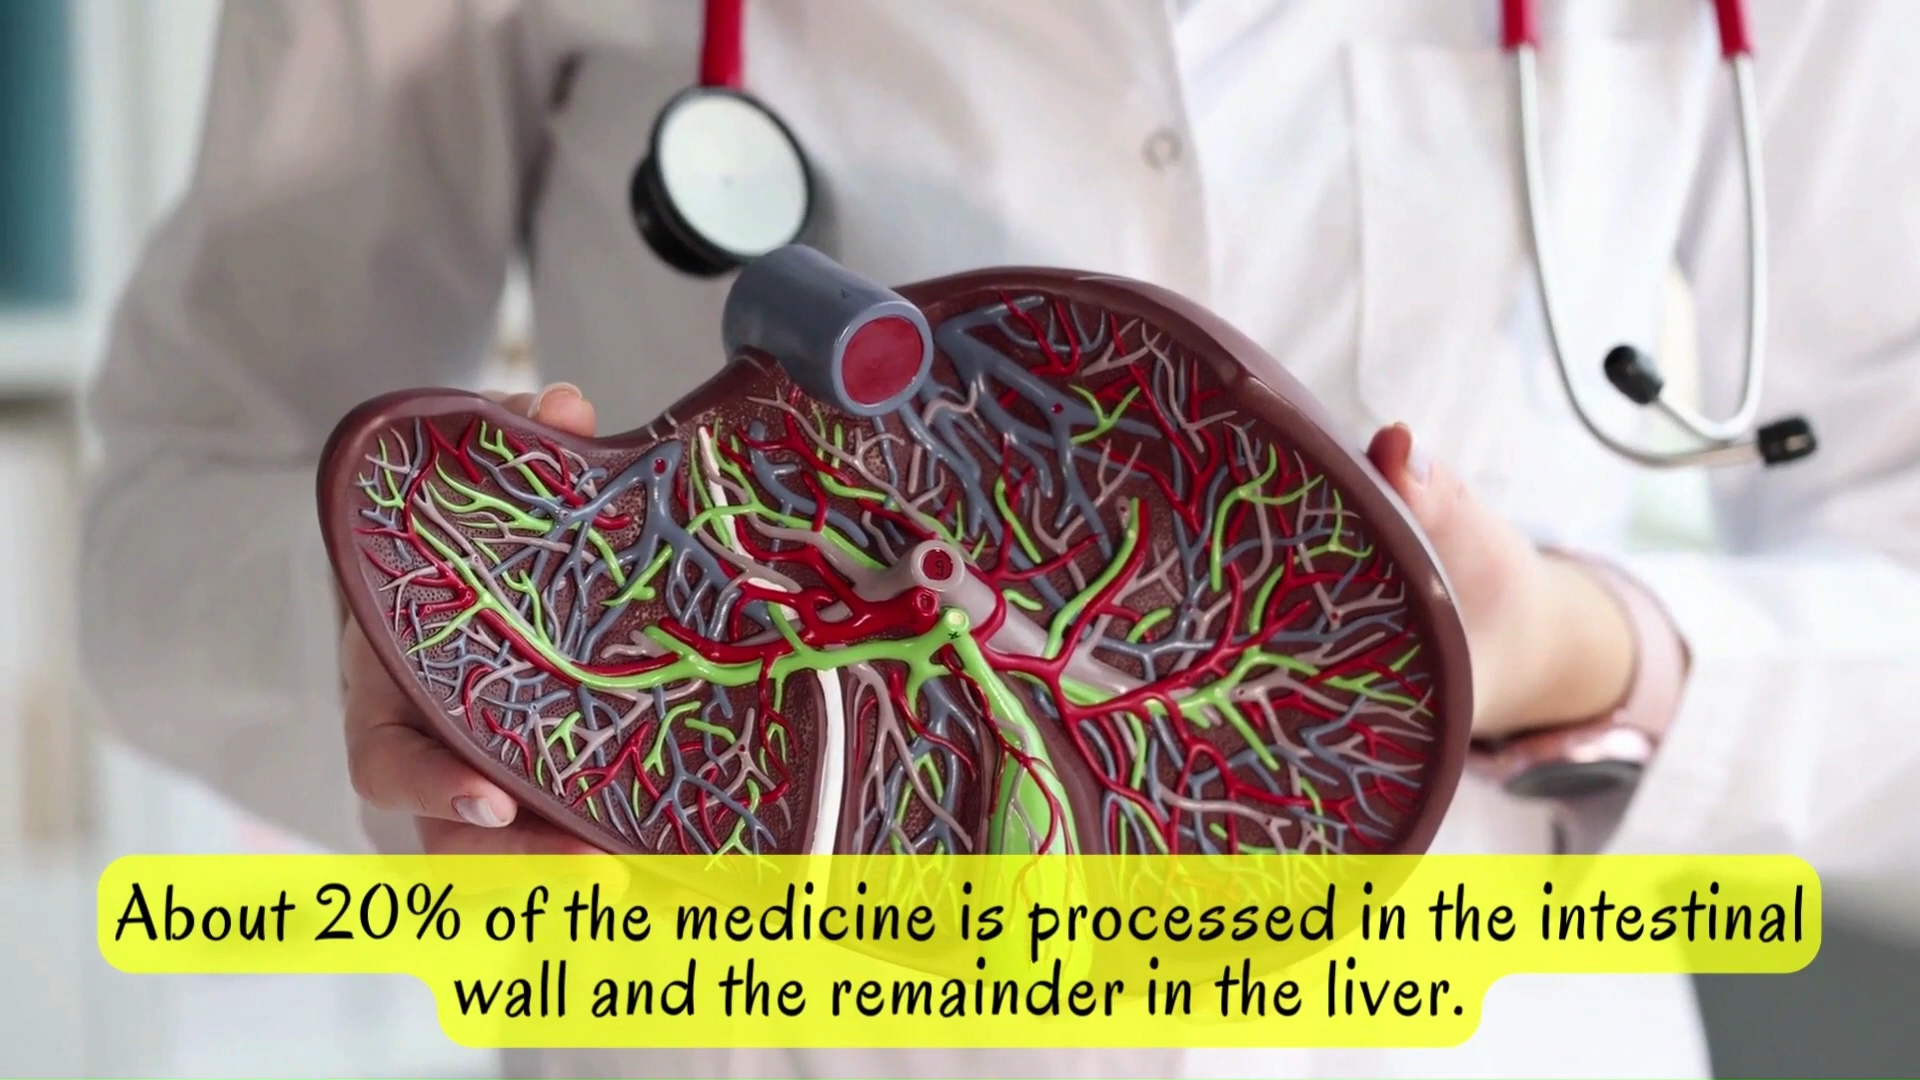 About 20% of the medicine is processed in the intestinal
wall and the remainder in the liver.